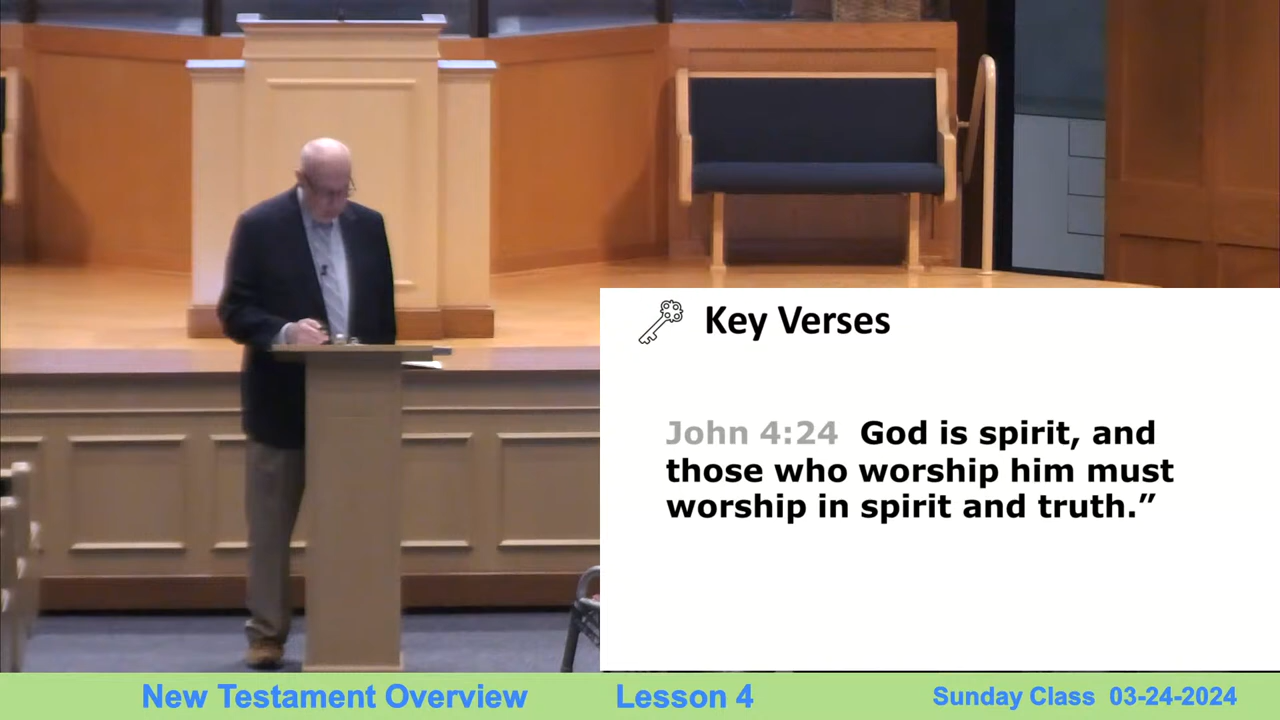 Key Verses
John 4:24 God is spirit, and
those who worship him must
worship in spirit and truth.”
New Testament Overview Lesson 4 Sunday Class 03-24-2024